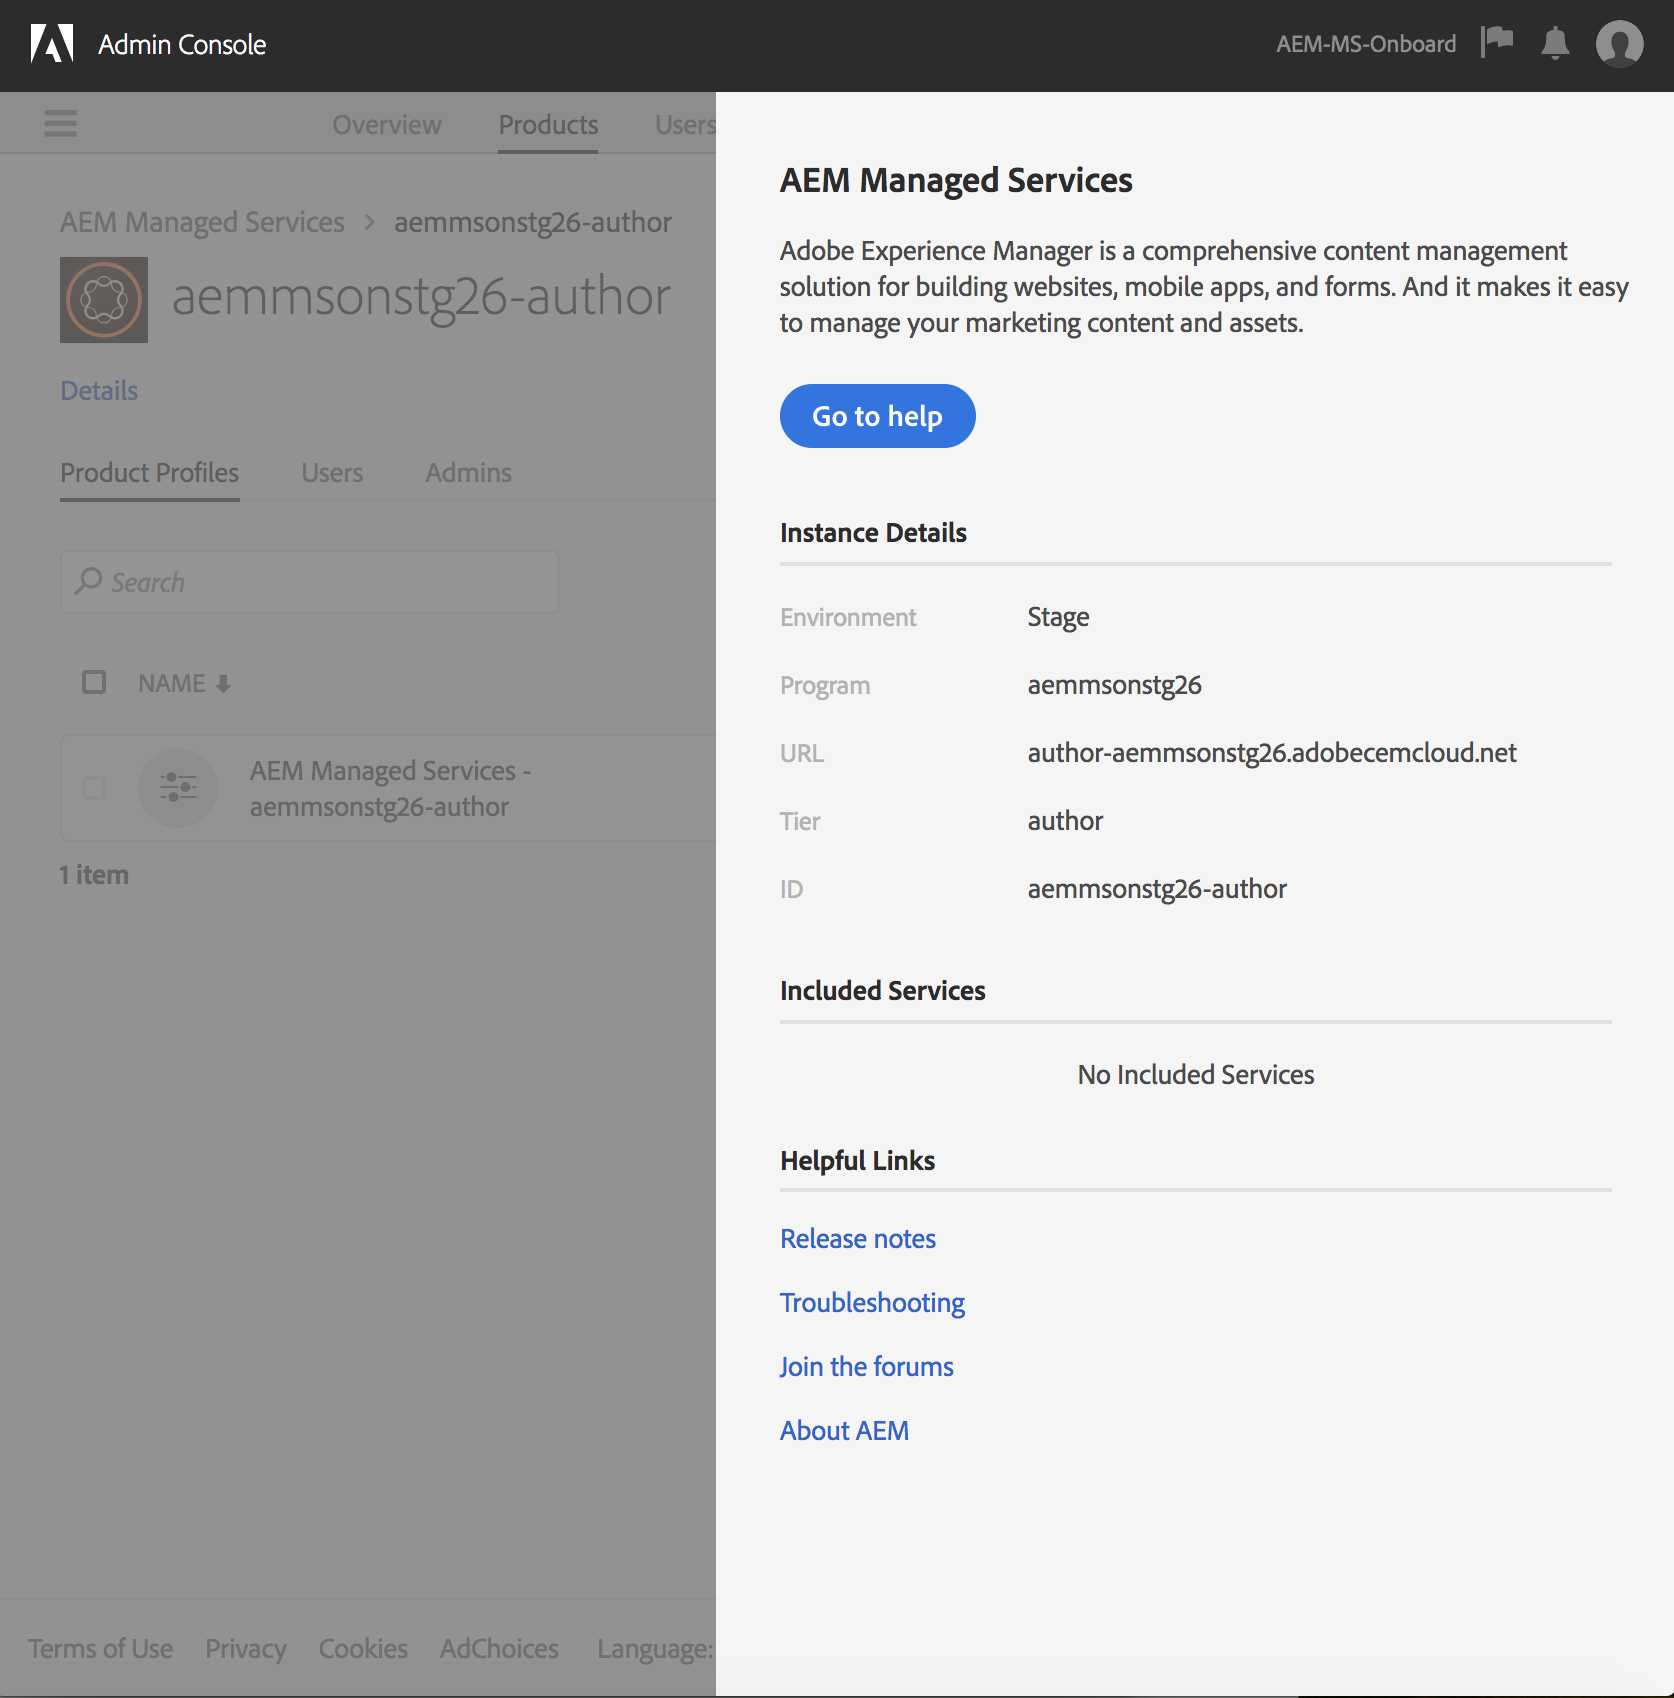 Admin Console
AEM-MS-Onboard
Overview
Products
Users
AEM Managed Services > aemmsonstg26-author
aemmsonstg26-author
Details
Product Profiles
Users
Admins
Search
NAME
AEM Managed Services -
aemmsonstg26-author
1 item
Terms of Use
Privacy
Cookies
AdChoices
Language:
AEM Managed Services
Adobe Experience Manager is a comprehensive content management
solution for building websites, mobile apps, and forms. And it makes it easy
to manage your marketing content and assets.
Go to help
Instance Details
Environment Stage
Program aemmsonstg26
URL author-aemmsonstg26.adobecemcloud.net
Tier author
ID aemmsonstg26-author
Included Services
No Included Services
Helpful Links
Release notes
Troubleshooting
Join the forums
About AEM